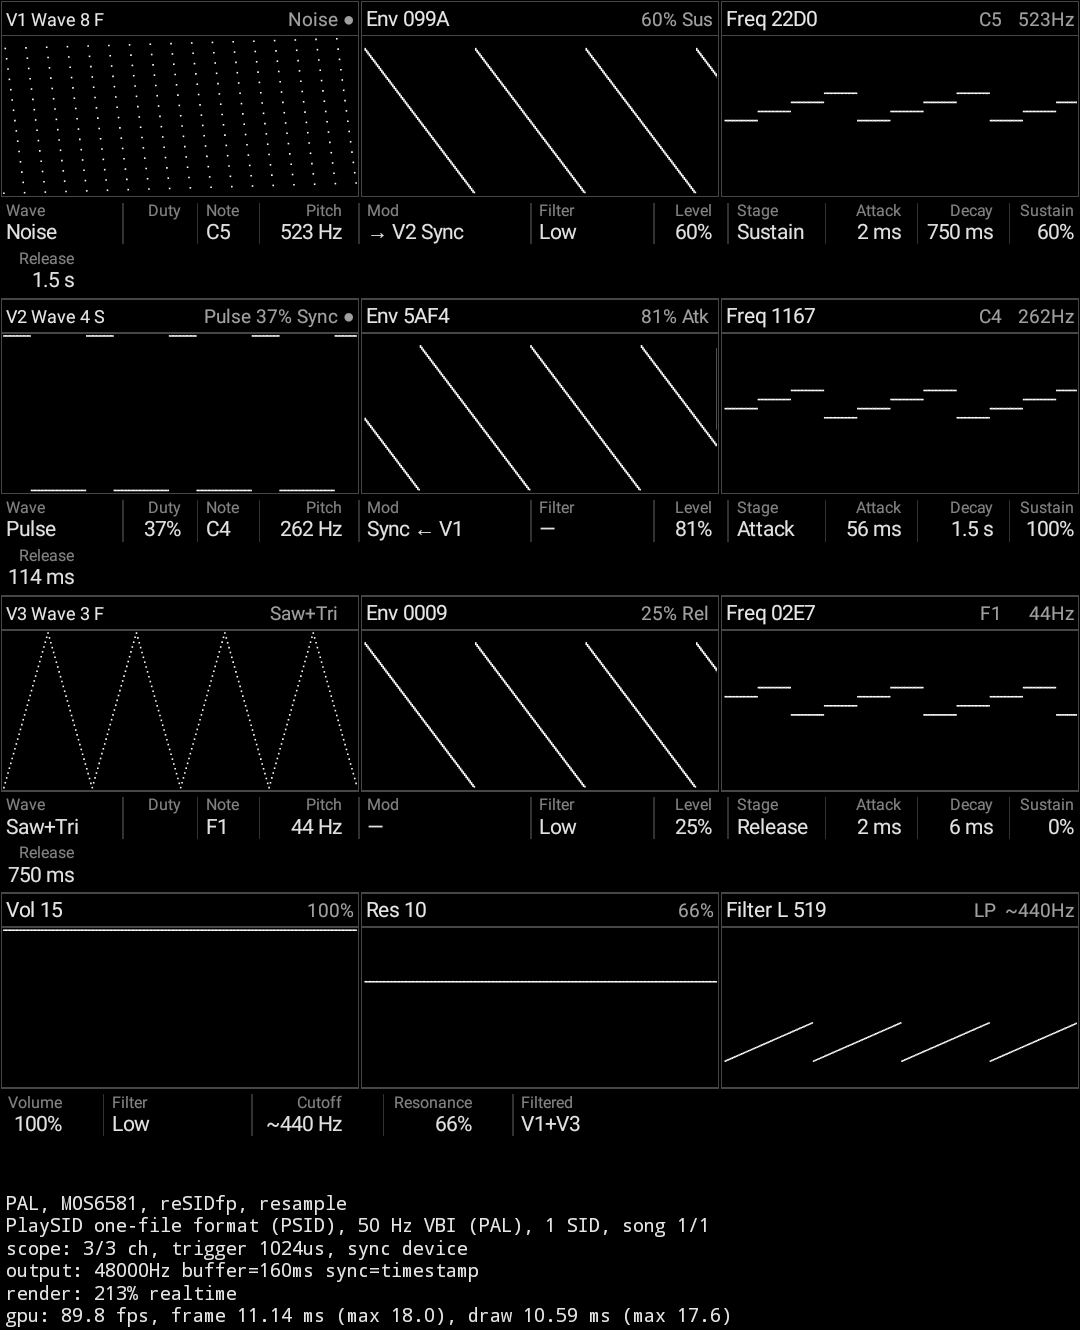 V1 Wave 8 F Noise ● Env 099A 60% Sus Freq 22D0 C5 523Hz
Wave Duty Note Pitch Mod Filter Level Stage Attack Decay Sustain
Noise C5 523 Hz → V2 Sync Low 60% Sustain 2 ms 750 ms 60%
Release
1.5 s
V2 Wave 4 S Pulse 37% Sync ● Env 5AF4 81% Atk Freq 1167 C4 262Hz
Wave Duty Note Pitch Mod Filter Level Stage Attack Decay Sustain
Pulse 37% C4 262 Hz Sync ← V1 — 81% Attack 56 ms 1.5 s 100%
Release
114 ms
V3 Wave 3 F Saw+Tri Env 0009 25% Rel Freq 02E7 F1 44Hz
Wave Duty Note Pitch Mod Filter Level Stage Attack Decay Sustain
Saw+Tri F1 44 Hz — Low 25% Release 2 ms 6 ms 0%
Release
750 ms
Vol 15 100% Res 10 66% Filter L 519 LP ~440Hz
Volume Filter Cutoff Resonance Filtered
100% Low ~440 Hz 66% V1+V3
PAL, MOS6581, reSIDfp, resample
PlaySID one-file format (PSID), 50 Hz VBI (PAL), 1 SID, song 1/1
scope: 3/3 ch, trigger 1024us, sync device
output: 48000Hz buffer=160ms sync=timestamp
render: 213% realtime
gpu: 89.8 fps, frame 11.14 ms (max 18.0), draw 10.59 ms (max 17.6)